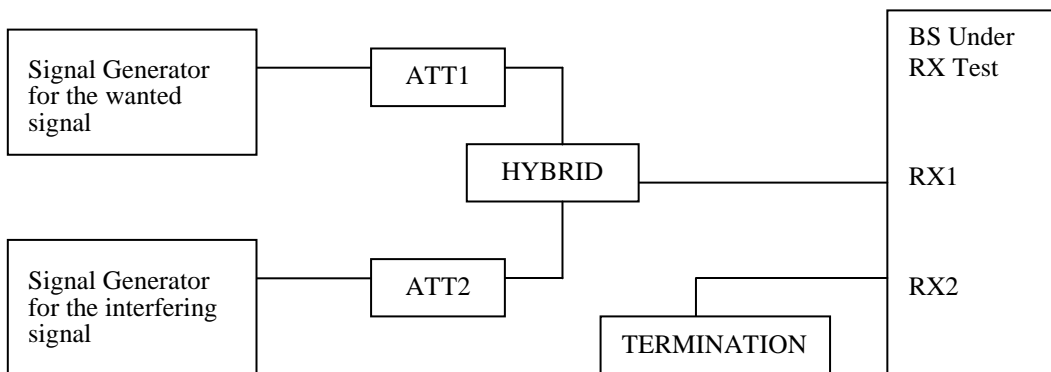 Signal Generator
for the wanted
signal
ATT1
HYBRID
BS Under
RX Test
RX1
Signal Generator
for the interfering
signal
ATT2
RX2
TERMINATION